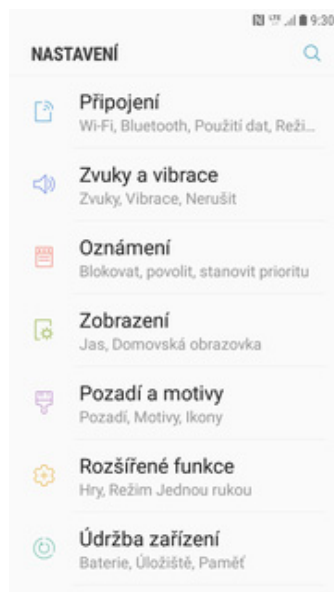 9:30
NASTAVENÍ
Připojení
Wi-Fi, Bluetooth, Použití dat, Reži...
Zvuky a vibrace
Zvuky, Vibrace, Nerušit
Oznámení
Blokovat, povolit, stanovit prioritu
Zobrazení
Jas, Domovská obrazovka
Pozadí a motivy
Pozadí, Motivy, Ikony
Rozšířené funkce
Hry, Režim Jednou rukou
Údržba zařízení
Baterie, Úložiště, Paměť